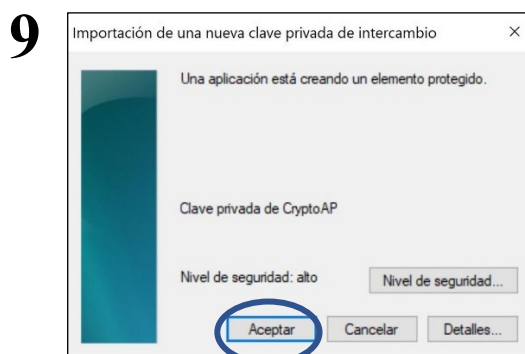 9
Importación de una nueva clave privada de intercambio
Una aplicación está creando un elemento protegido.
Clave privada de CryptoAP
Nivel de seguridad: alto
Nivel de seguridad...
Aceptar
Cancelar
Detalles...